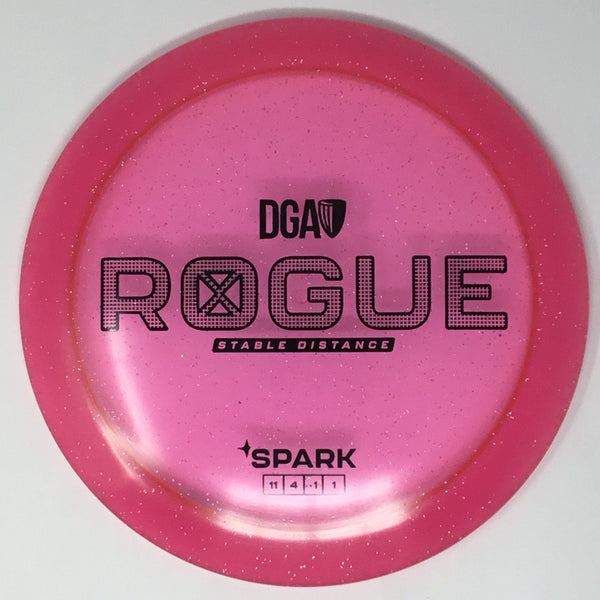 DGA
ROGUE
STABLE DISTANCE
SPARK
11 4 -1 1